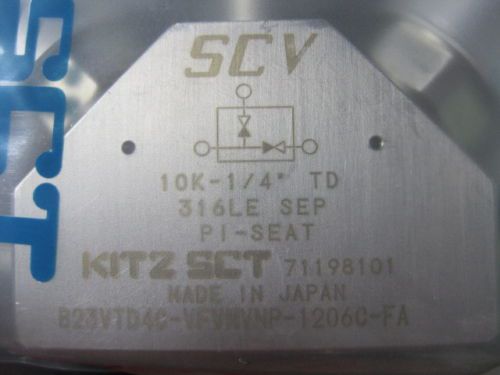 SCV
10K-1/4" TD
316LE SEP
PI-SEAT
KITZ SCT 71198101
MADE IN JAPAN